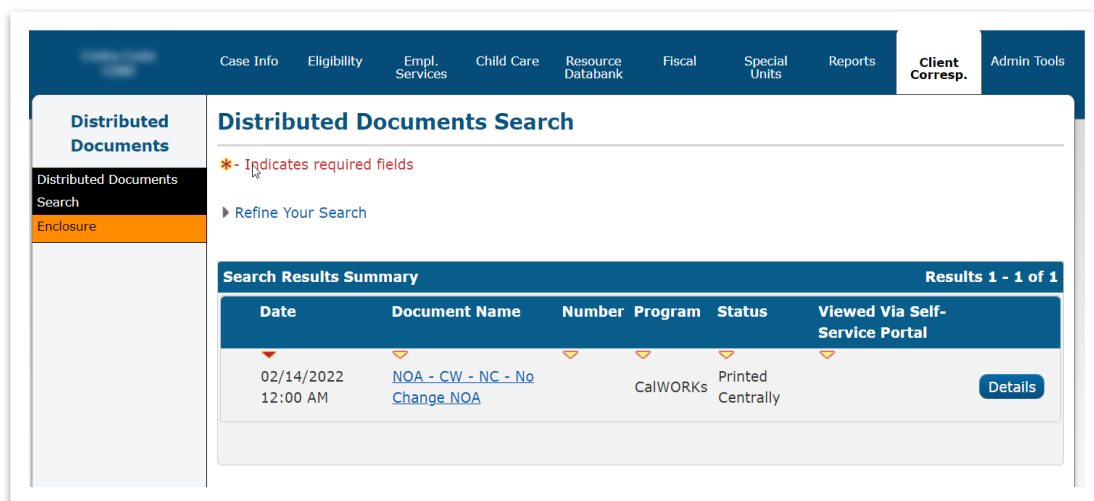 Case Info
Eligibility
Empl.
Services
Child Care
Resource
Databank
Fiscal
Special
Units
Reports
Client
Corresp.
Admin Tools
Distributed
Documents
Distributed Documents
Search
Enclosure
Distributed Documents Search
*- Indicates required fields
Refine Your Search
Search Results Summary
Results 1 - 1 of 1
Date
Document Name
Number
Program
Status
Viewed Via Self-
Service Portal
02/14/2022
12:00 AM
NOA - CW - NC - No
Change NOA
CalWORKs
Printed
Centrally
Details